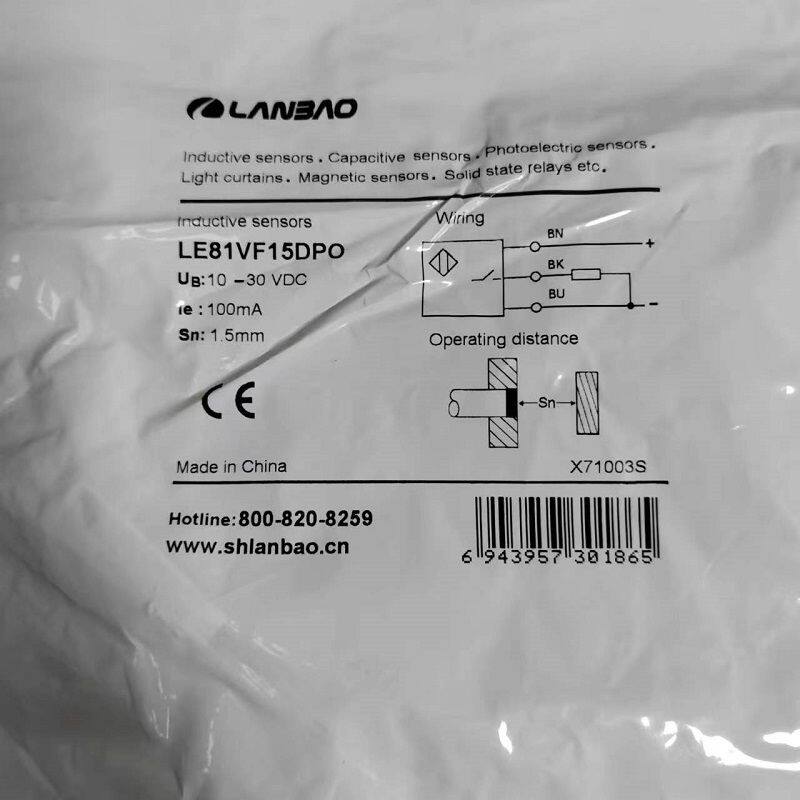 LANBAO
Inductive sensors . Capacitive sensors . Photoelectric sensors .
Light curtains . Magnetic sensors . Solid state relays etc.
Inductive sensors
LE81VF15DPO
UB: 10 –30 VDC
Ie : 100mA
Sn: 1.5mm
Wiring
BN
+
BK
BU
–
Operating distance
Sn
CE
Made in China
X71003S
Hotline: 800-820-8259
www.shlanbao.cn
6 943957 301865